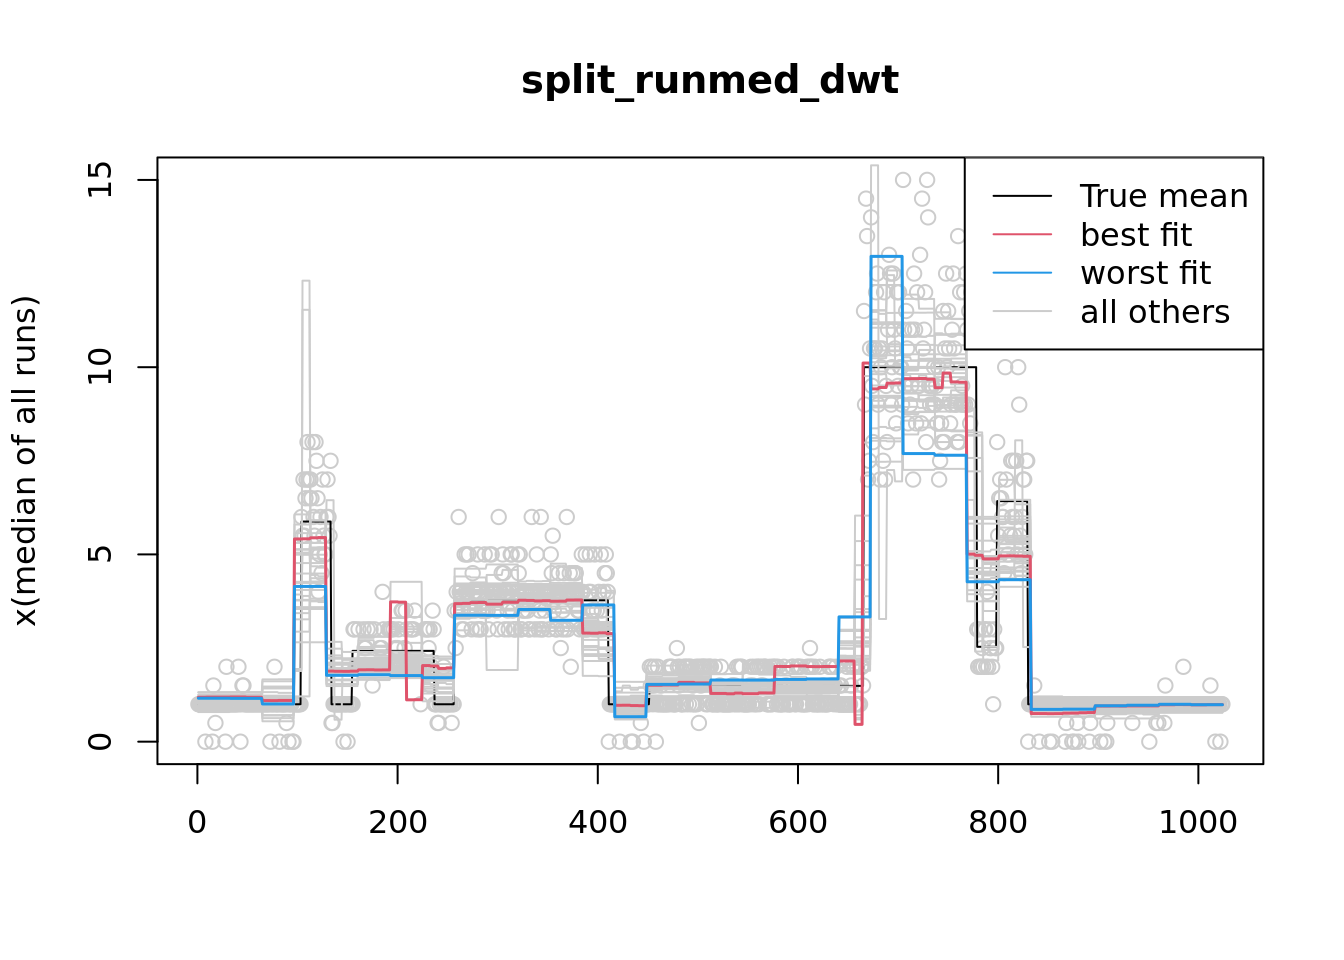 split_runmed_dwt
x(median of all runs)
15
10
5
0
True mean
best fit
worst fit
all others
0 200 400 600 800 1000